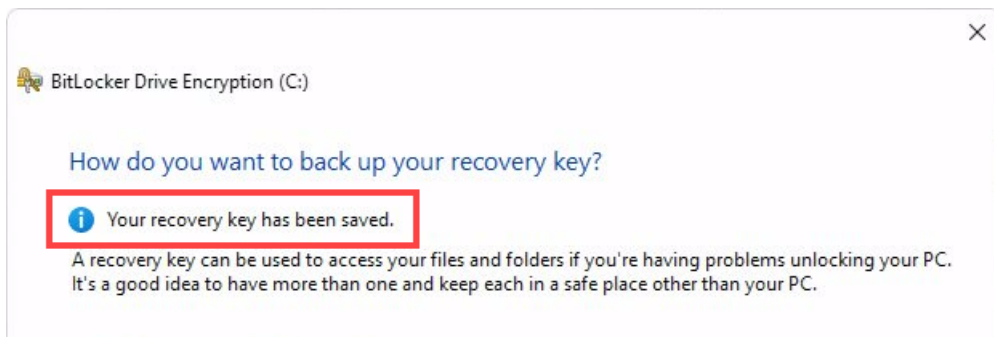 BitLocker Drive Encryption (C:)
How do you want to back up your recovery key?
Your recovery key has been saved.
A recovery key can be used to access your files and folders if you're having problems unlocking your PC.
It's a good idea to have more than one and keep each in a safe place other than your PC.